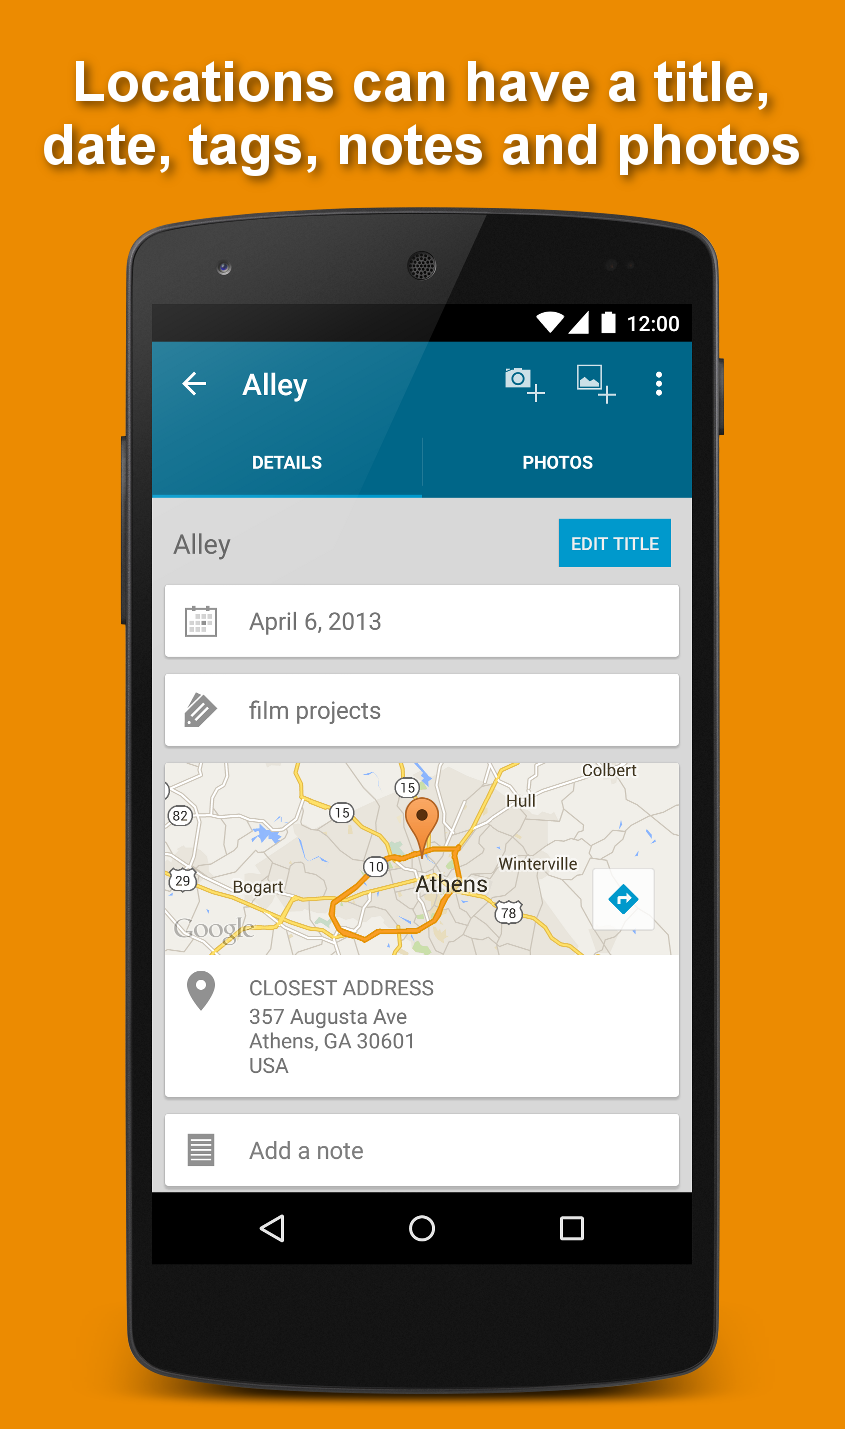 Locations can have a title,
date, tags, notes and photos
12:00
Alley
DETAILS
PHOTOS
Alley
EDIT TITLE
April 6, 2013
film projects
Colbert
15
Hull
82
15
10
Winterville
29
Bogart
Athens
78
Google
CLOSEST ADDRESS
357 Augusta Ave
Athens, GA 30601
USA
Add a note